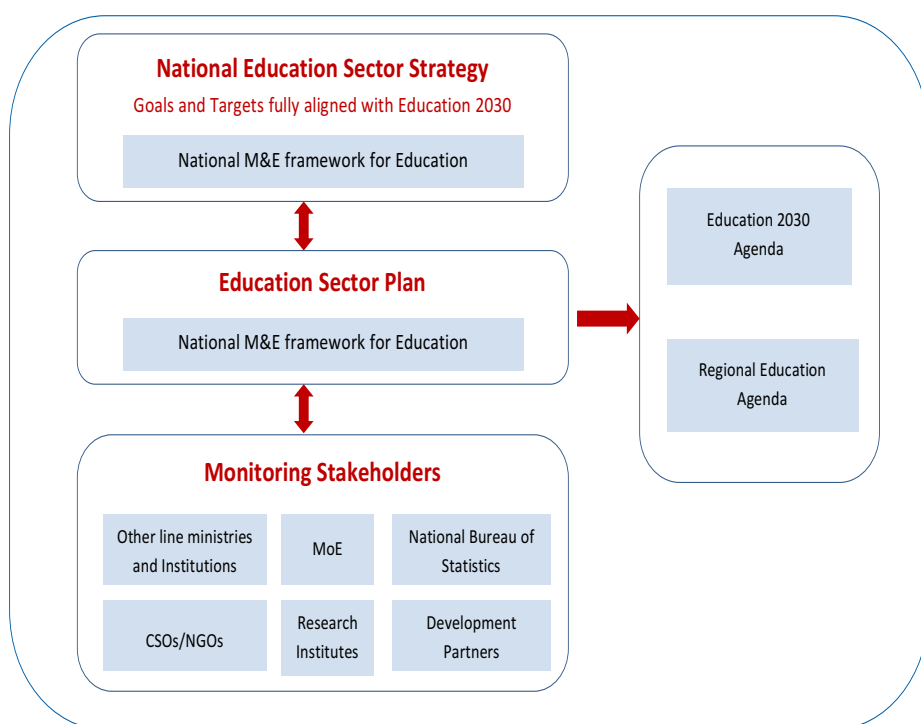 National Education Sector Strategy
Goals and Targets fully aligned with Education 2030
National M&E framework for Education
Education Sector Plan
National M&E framework for Education
Monitoring Stakeholders
Other line ministries
and Institutions
MoE
National Bureau of
Statistics
CSOs/NGOs
Research
Institutes
Development
Partners
Education 2030
Agenda
Regional Education
Agenda